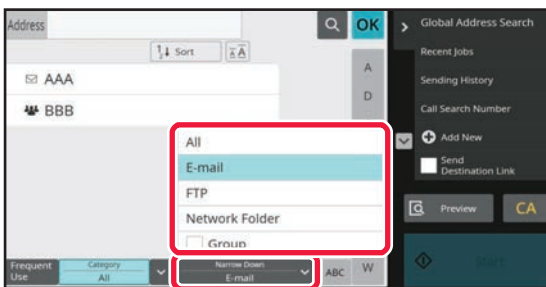 Address
OK
Global Address Search
Sort
A
Recent Jobs
AAA
A
Sending History
BBB
D
Call Search Number
All
Add New
E-mail
Send
Destination Link
FTP
Network Folder
Preview
CA
Group
Frequent
Use
Category
All
Narrow Down
E-mail
ABC
W
Start